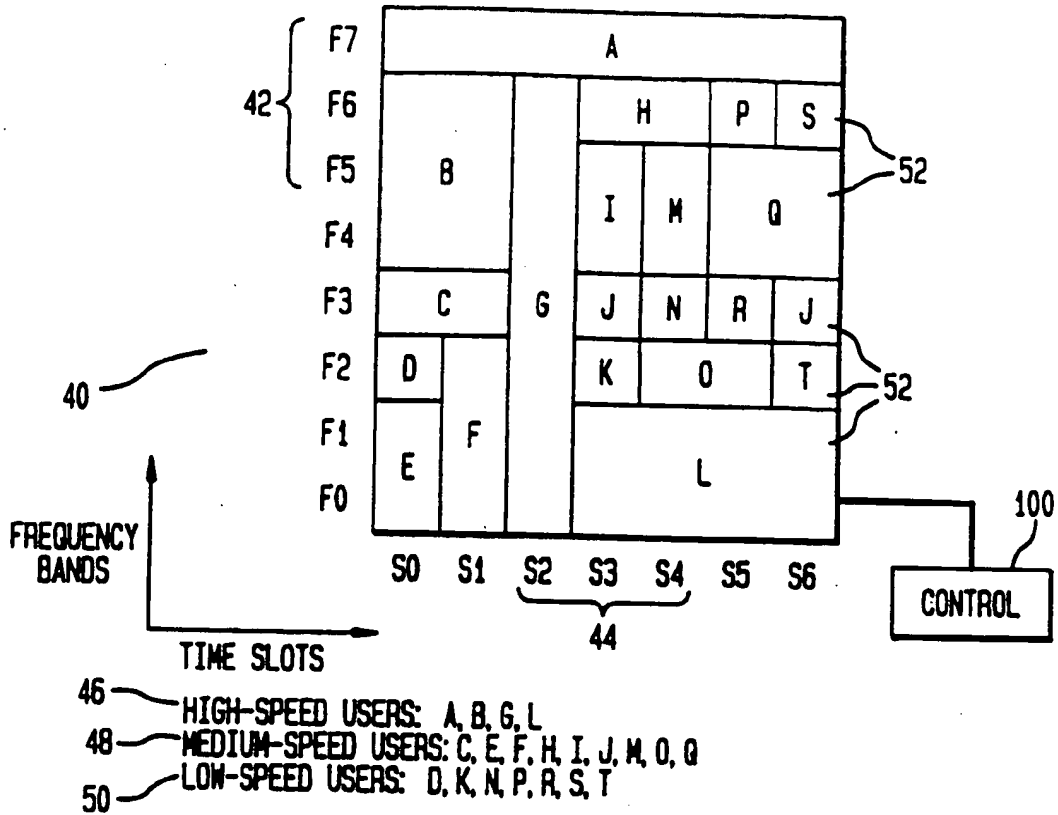 F7 A
42 F6 H P S
F5 B I M Q 52
F4
F3 C G J N R J
40 F2 D K O T 52
F1 E F L
F0
100
FREQUENCY
BANDS
S0 S1 S2 S3 S4 S5 S6
CONTROL
44
TIME SLOTS
46 HIGH-SPEED USERS: A, B, G, L
48 MEDIUM-SPEED USERS: C, E, F, H, I, J, M, O, Q
50 LOW-SPEED USERS: D, K, N, P, R, S, T